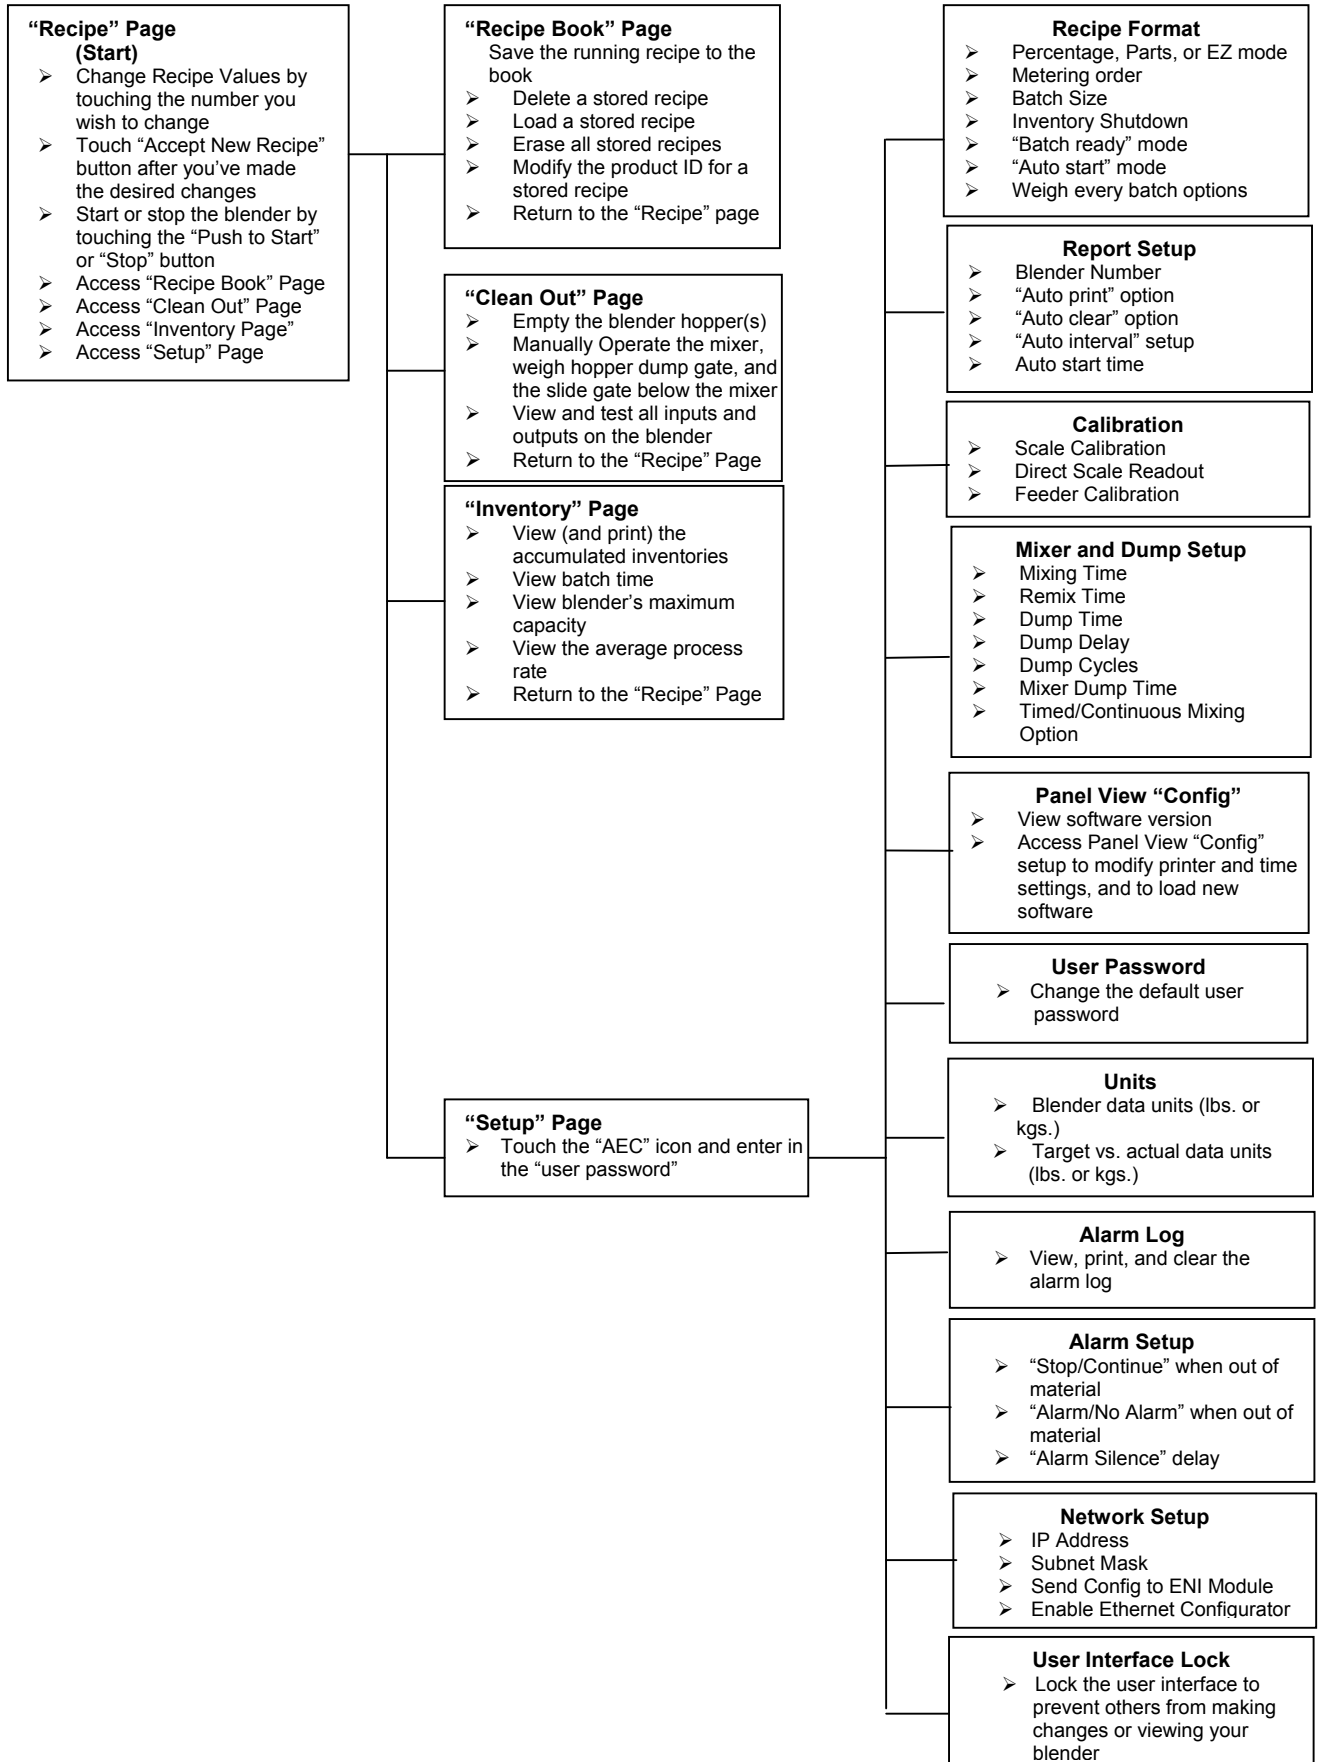 “Recipe” Page
(Start)
➢ Change Recipe Values by
touching the number you
wish to change
➢ Touch “Accept New Recipe”
button after you’ve made
the desired changes
➢ Start or stop the blender by
touching the “Push to Start”
or “Stop” button
➢ Access “Recipe Book” Page
➢ Access “Clean Out” Page
➢ Access “Inventory Page”
➢ Access “Setup” Page
“Recipe Book” Page
Save the running recipe to the
book
➢ Delete a stored recipe
➢ Load a stored recipe
➢ Erase all stored recipes
➢ Modify the product ID for a
stored recipe
➢ Return to the “Recipe” page
“Clean Out” Page
➢ Empty the blender hopper(s)
➢ Manually Operate the mixer,
weigh hopper dump gate, and
the slide gate below the mixer
➢ View and test all inputs and
outputs on the blender
➢ Return to the “Recipe” Page
“Inventory” Page
➢ View (and print) the
accumulated inventories
➢ View batch time
➢ View blender’s maximum
capacity
➢ View the average process
rate
➢ Return to the “Recipe” Page
“Setup” Page
➢ Touch the “AEC” icon and enter in
the “user password”
Recipe Format
➢ Percentage, Parts, or EZ mode
➢ Metering order
➢ Batch Size
➢ Inventory Shutdown
➢ “Batch ready” mode
➢ “Auto start” mode
➢ Weigh every batch options
Report Setup
➢ Blender Number
➢ “Auto print” option
➢ “Auto clear” option
➢ “Auto interval” setup
➢ Auto start time
Calibration
➢ Scale Calibration
➢ Direct Scale Readout
➢ Feeder Calibration
Mixer and Dump Setup
➢ Mixing Time
➢ Remix Time
➢ Dump Time
➢ Dump Delay
➢ Dump Cycles
➢ Mixer Dump Time
➢ Timed/Continuous Mixing
Option
Panel View “Config”
➢ View software version
➢ Access Panel View “Config”
setup to modify printer and time
settings, and to load new
software
User Password
➢ Change the default user
password
Units
➢ Blender data units (lbs. or
kgs.)
➢ Target vs. actual data units
(lbs. or kgs.)
Alarm Log
➢ View, print, and clear the
alarm log
Alarm Setup
➢ “Stop/Continue” when out of
material
➢ “Alarm/No Alarm” when out of
material
➢ “Alarm Silence” delay
Network Setup
➢ IP Address
➢ Subnet Mask
➢ Send Config to ENI Module
➢ Enable Ethernet Configurator
User Interface Lock
➢ Lock the user interface to
prevent others from making
changes or viewing your
blender